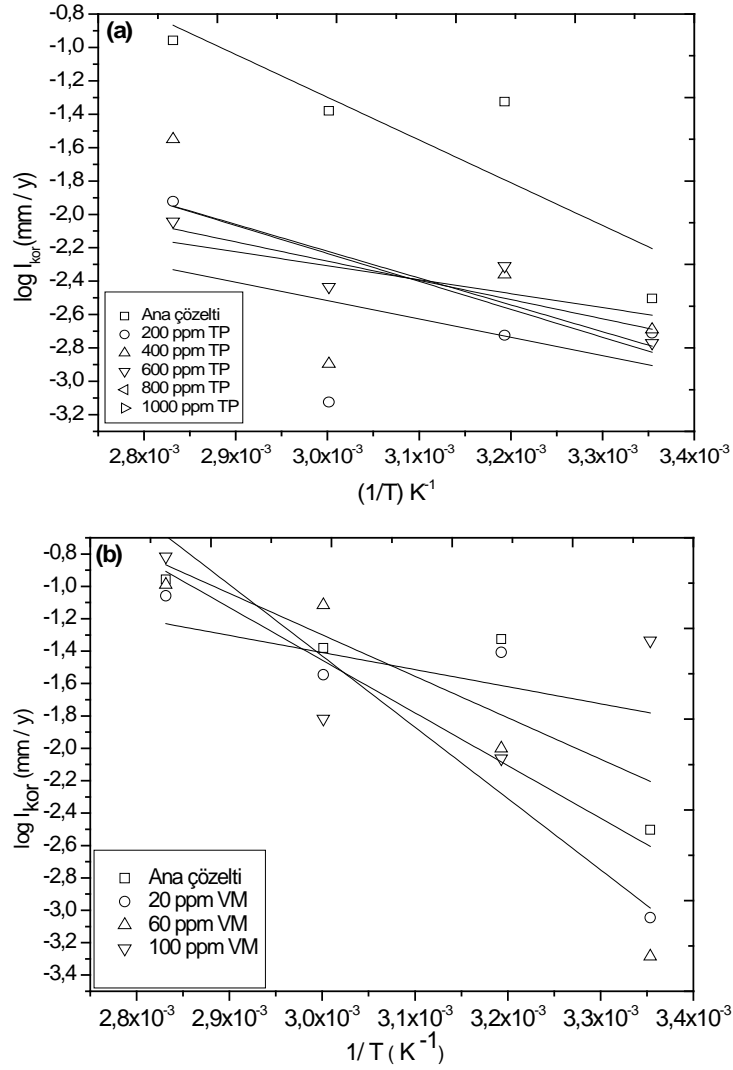 (a)
-0,8
-1,0
-1,2
-1,4
-1,6
-1,8
-2,0
-2,2
-2,4
-2,6
-2,8
-3,0
-3,2
log I_kor (mm / y)
Ana çözelti
200 ppm TP
400 ppm TP
600 ppm TP
800 ppm TP
1000 ppm TP
2,8x10⁻³ 2,9x10⁻³ 3,0x10⁻³ 3,1x10⁻³ 3,2x10⁻³ 3,3x10⁻³ 3,4x10⁻³
(1/T) K⁻¹
(b)
-0,8
-1,0
-1,2
-1,4
-1,6
-1,8
-2,0
-2,2
-2,4
-2,6
-2,8
-3,0
-3,2
-3,4
log I_kor (mm / y)
Ana çözelti
20 ppm VM
60 ppm VM
100 ppm VM
2,8x10⁻³ 2,9x10⁻³ 3,0x10⁻³ 3,1x10⁻³ 3,2x10⁻³ 3,3x10⁻³ 3,4x10⁻³
1/ T ( K⁻¹)